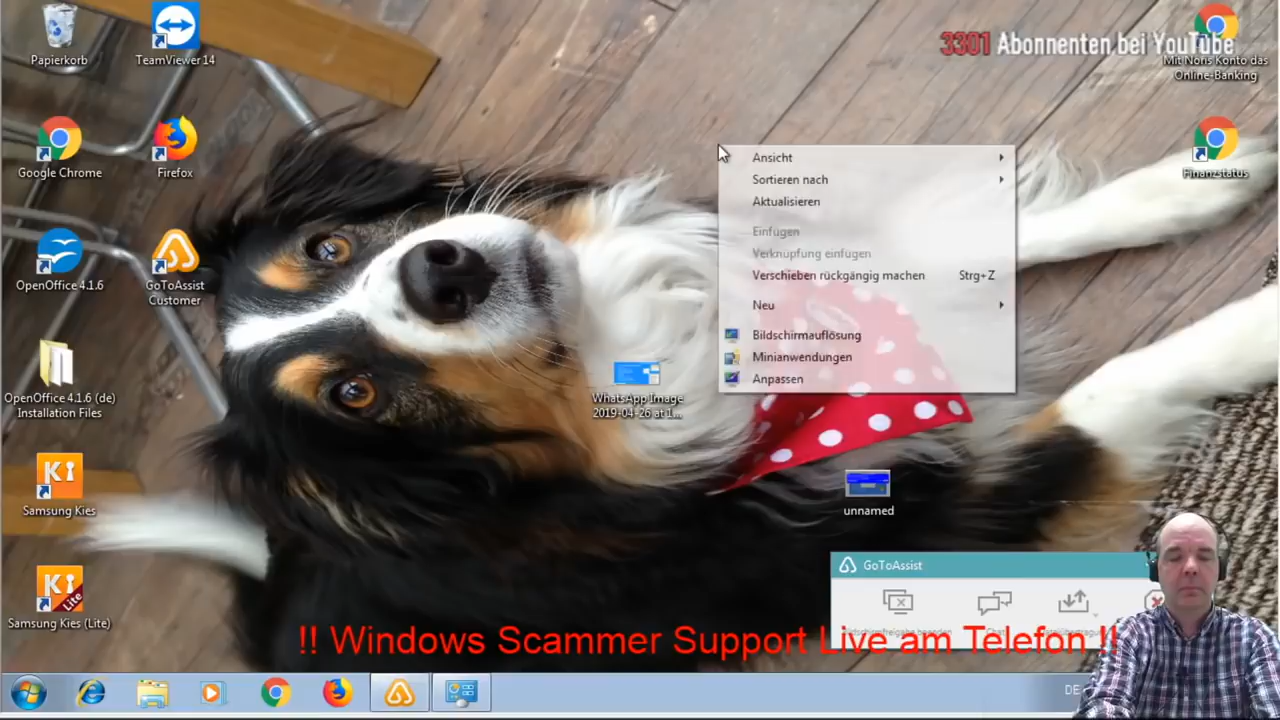 3301 Abonnenten bei YouTube
Papierkorb
TeamViewer 14
Mit Noris Konto das
Online-Banking
Google Chrome
Firefox
Finanzstatus
OpenOffice 4.1.6
GoToAssist
Customer
OpenOffice 4.1.6 (de)
Installation Files
Samsung Kies
Samsung Kies (Lite)
Ansicht
Sortieren nach
Aktualisieren
Einfügen
Verknüpfung einfügen
Verschieben rückgängig machen Strg+Z
Neu
Bildschirmauflösung
Minianwendungen
Anpassen
WhatsApp Image
2019-04-26 at 1...
unnamed
GoToAssist
!! Windows Scammer Support Live am Telefon !!
DE